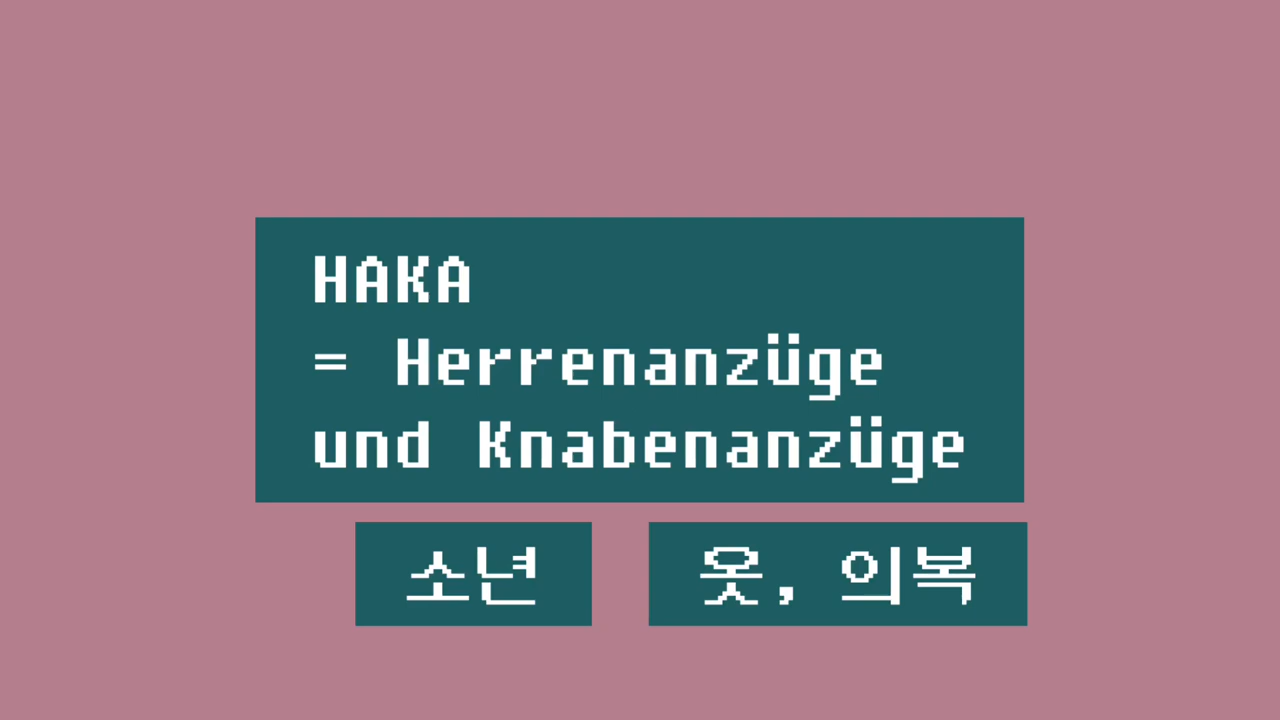 HAKA
= Herrenanzüge
und Knabenanzüge
소년 옷, 의복